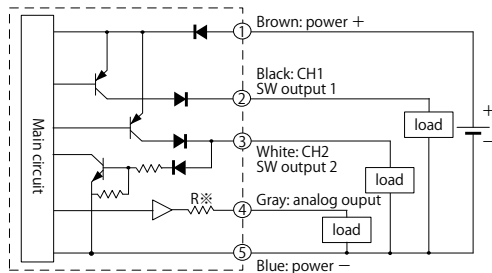 Main circuit
1
Brown: power +
Black: CH1
SW output 1
2
load
+
−
3
White: CH2
SW output 2
load
R※
4
Gray: analog ouput
load
5
Blue: power −